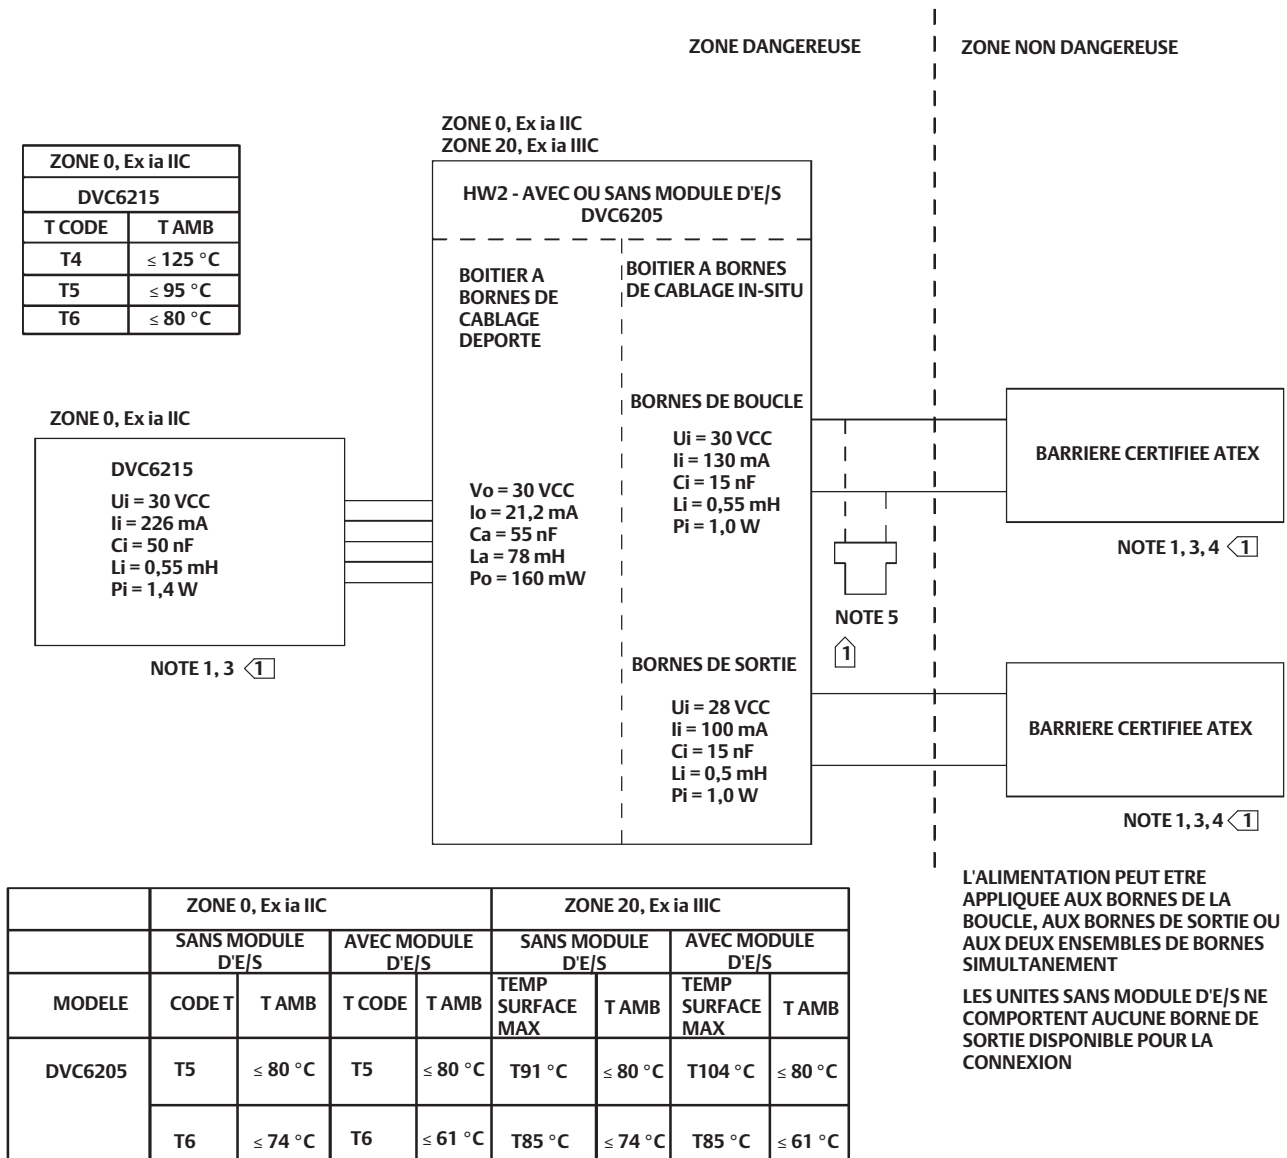 ZONE DANGEREUSE
ZONE NON DANGEREUSE
ZONE 0, Ex ia IIC
ZONE 20, Ex ia IIIC
ZONE 0, Ex ia IIC
DVC6215
T CODE T AMB
T4 ≤ 125 °C
T5 ≤ 95 °C
T6 ≤ 80 °C
HW2 - AVEC OU SANS MODULE D'E/S
DVC6205
BOITIER A
BORNES DE
CABLAGE
DEPORTE
BOITIER A BORNES
DE CABLAGE IN-SITU
ZONE 0, Ex ia IIC
DVC6215
Ui = 30 VCC
Ii = 226 mA
Ci = 50 nF
Li = 0,55 mH
Pi = 1,4 W
NOTE 1, 3 1
Vo = 30 VCC
Io = 21,2 mA
Ca = 55 nF
La = 78 mH
Po = 160 mW
BORNES DE BOUCLE
Ui = 30 VCC
Ii = 130 mA
Ci = 15 nF
Li = 0,55 mH
Pi = 1,0 W
BARRIERE CERTIFIEE ATEX
NOTE 1, 3, 4 1
NOTE 5
1
BORNES DE SORTIE
Ui = 28 VCC
Ii = 100 mA
Ci = 15 nF
Li = 0,5 mH
Pi = 1,0 W
BARRIERE CERTIFIEE ATEX
NOTE 1, 3, 4 1
L'ALIMENTATION PEUT ETRE
APPLIQUEE AUX BORNES DE LA
BOUCLE, AUX BORNES DE SORTIE OU
AUX DEUX ENSEMBLES DE BORNES
SIMULTANEMENT
LES UNITES SANS MODULE D'E/S NE
COMPORTENT AUCUNE BORNE DE
SORTIE DISPONIBLE POUR LA
CONNEXION
ZONE 0, Ex ia IIC ZONE 20, Ex ia IIIC
SANS MODULE D'E/S AVEC MODULE D'E/S SANS MODULE D'E/S AVEC MODULE D'E/S
MODELE CODE T T AMB T CODE T AMB TEMP SURFACE MAX T AMB TEMP SURFACE MAX T AMB
DVC6205 T5 ≤ 80 °C T5 ≤ 80 °C T91 °C ≤ 80 °C T104 °C ≤ 80 °C
T6 ≤ 74 °C T6 ≤ 61 °C T85 °C ≤ 74 °C T85 °C ≤ 61 °C